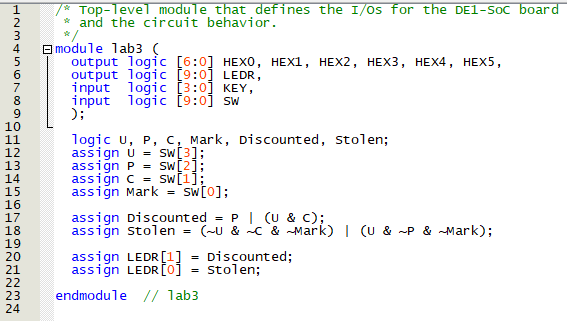 1 /* Top-level module that defines the I/Os for the DE1-SoC board
2  * and the circuit behavior.
3  */
4 module lab3 (
5   output logic [6:0] HEX0, HEX1, HEX2, HEX3, HEX4, HEX5,
6   output logic [9:0] LEDR,
7   input  logic [3:0] KEY,
8   input  logic [9:0] SW
9   );
10
11   logic U, P, C, Mark, Discounted, Stolen;
12   assign U = SW[3];
13   assign P = SW[2];
14   assign C = SW[1];
15   assign Mark = SW[0];
16
17   assign Discounted = P | (U & C);
18   assign Stolen = (~U & ~C & ~Mark) | (U & ~P & ~Mark);
19
20   assign LEDR[1] = Discounted;
21   assign LEDR[0] = Stolen;
22
23 endmodule  // lab3
24